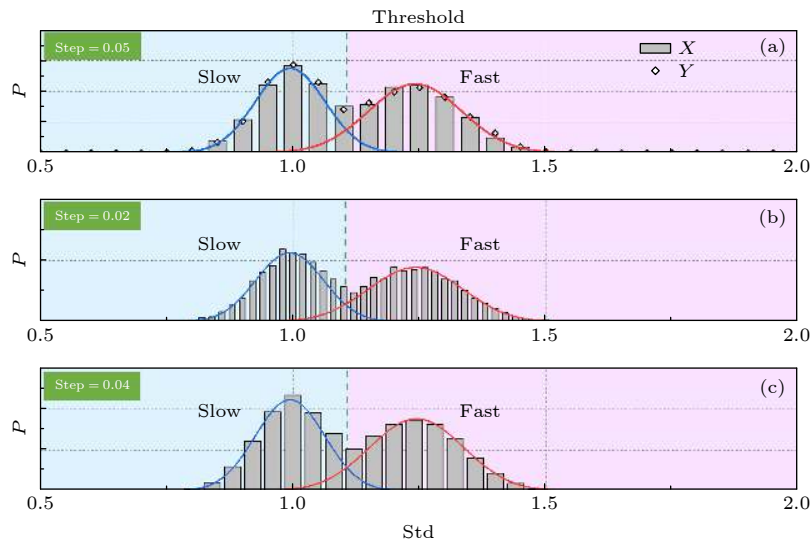 Threshold
Step = 0.05
(a)
X
Y
Slow
Fast
P
0.5 1.0 1.5 2.0
Step = 0.02
(b)
Slow
Fast
P
0.5 1.0 1.5 2.0
Step = 0.04
(c)
Slow
Fast
P
0.5 1.0 1.5 2.0
Std